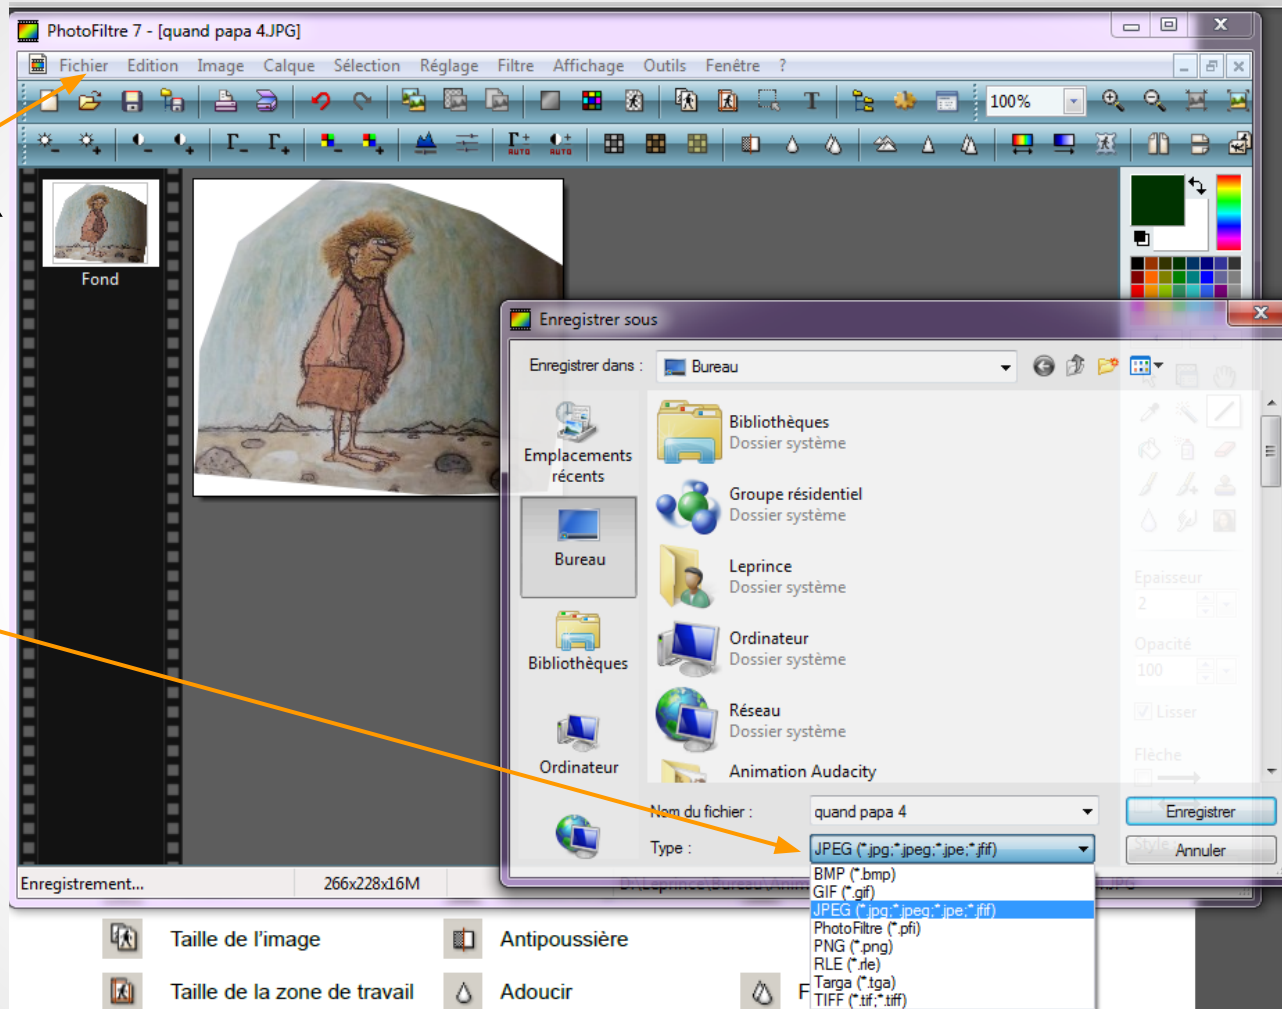 PhotoFiltre 7 - [quand papa 4.JPG]
Fichier Edition Image Calque Sélection Réglage Filtre Affichage Outils Fenêtre ?
100%
AUTO AUTO
Fond
Enregistrer sous
Enregistrer dans :
Bureau
Emplacements
récents
Bureau
Bibliothèques
Ordinateur
Bibliothèques
Dossier système
Groupe résidentiel
Dossier système
Leprince
Dossier système
Ordinateur
Dossier système
Réseau
Dossier système
Animation Audacity
Epaisseur
2
Opacité
100
Lisser
Flèche
Nom du fichier :
quand papa 4
Enregistrer
Type :
JPEG (*.jpg;*.jpeg;*.jpe;*.jfif)
Style
Annuler
BMP (*.bmp)
GIF (*.gif)
JPEG (*.jpg;*.jpeg;*.jpe;*.jfif)
PhotoFiltre (*.pfi)
PNG (*.png)
RLE (*.rle)
Targa (*.tga)
TIFF (*.tif;*.tiff)
Enregistrement...
266x228x16M
Taille de l'image
Antipoussière
Taille de la zone de travail
Adoucir